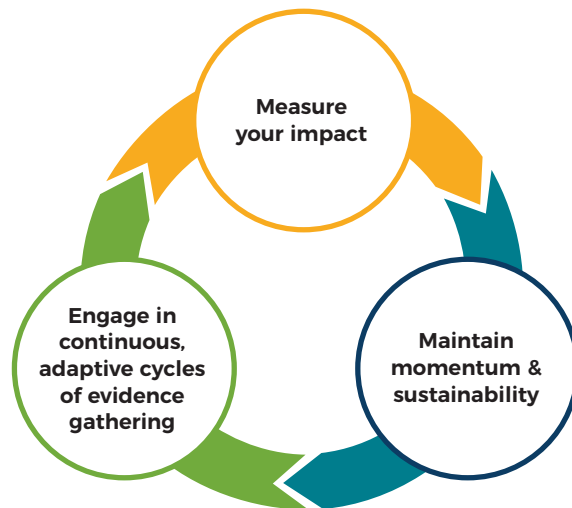 Measure
your impact
Maintain
momentum &
sustainability
Engage in
continuous,
adaptive cycles
of evidence
gathering